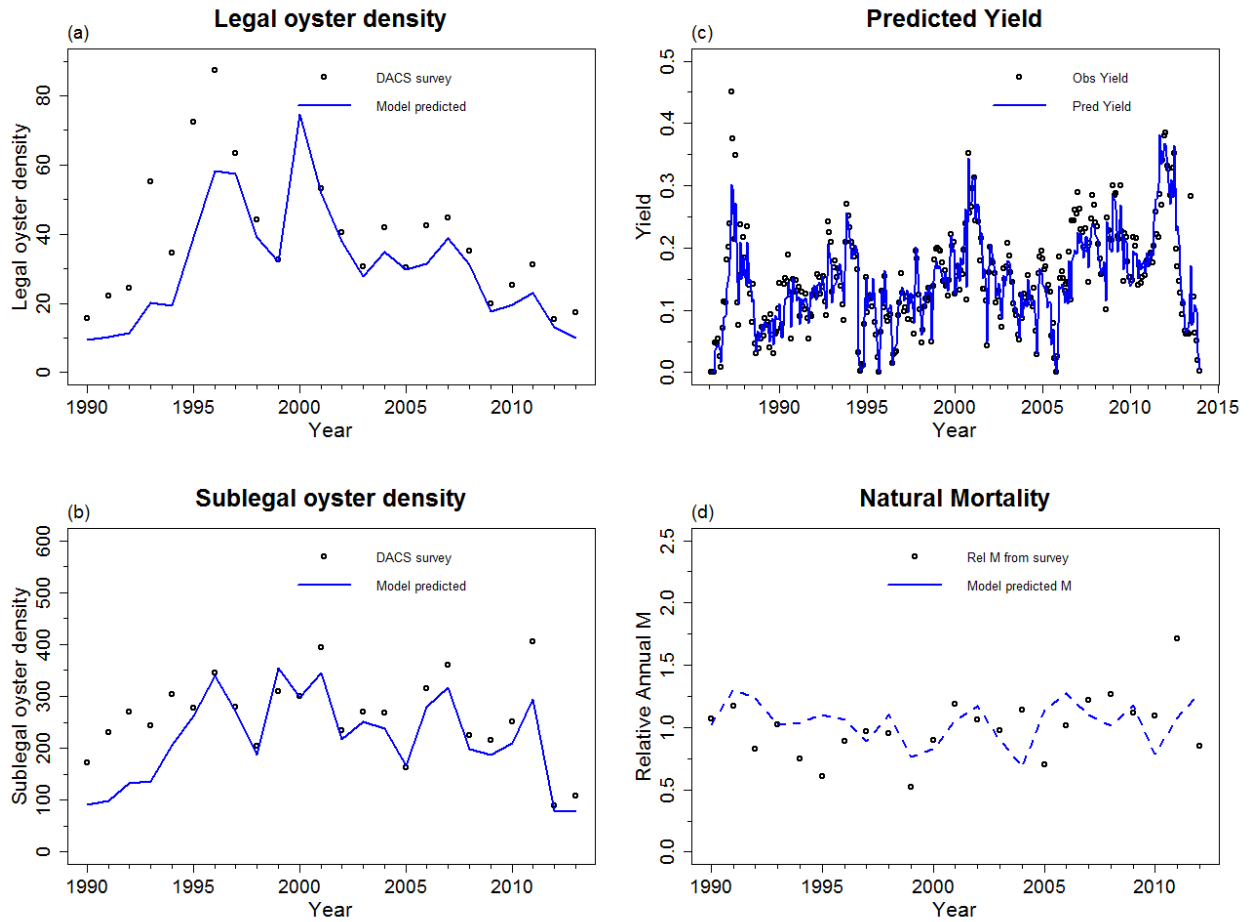 Legal oyster density
(a)
DACS survey
Model predicted
Legal oyster density
0 20 40 60 80
1990 1995 2000 2005 2010
Year
Predicted Yield
(c)
Obs Yield
Pred Yield
Yield
0.0 0.1 0.2 0.3 0.4 0.5
1990 1995 2000 2005 2010 2015
Year
Sublegal oyster density
(b)
DACS survey
Model predicted
Sublegal oyster density
0 100 200 300 400 500 600
1990 1995 2000 2005 2010
Year
Natural Mortality
(d)
Rel M from survey
Model predicted M
Relative Annual M
0.0 0.5 1.0 1.5 2.0 2.5
1990 1995 2000 2005 2010
Year